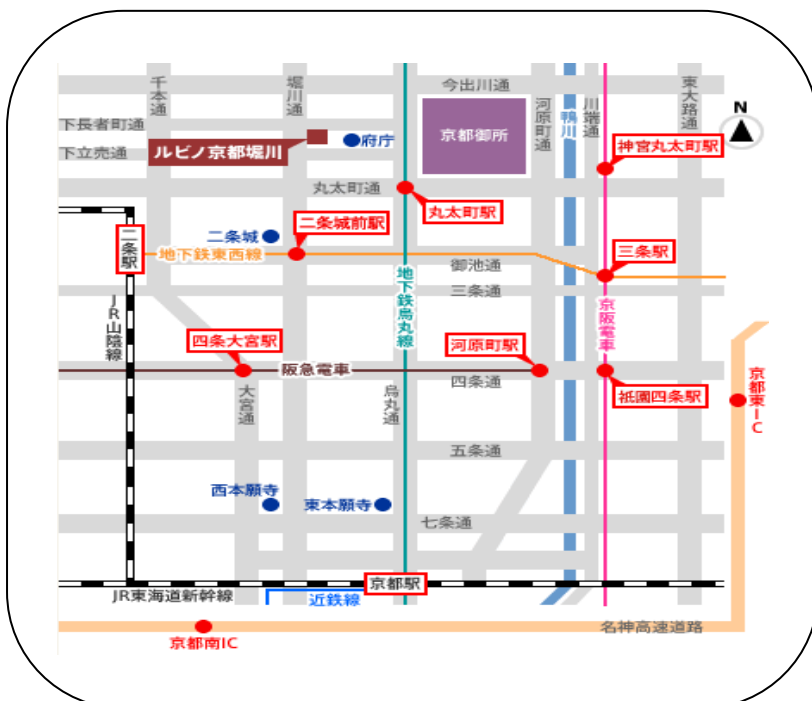 千本通
堀川通
今出川通
河原町通
鴨川
川端通
東大路通
N
下長者町通
府庁
京都御所
下立売通
ルビノ京都堀川
神宮丸太町駅
丸太町通
丸太町駅
二条城前駅
二条城
二条駅
地下鉄東西線
御池通
三条駅
地下鉄烏丸線
三条通
京阪電車
JR山陰線
四条大宮駅
河原町駅
阪急電車
四条通
祇園四条駅
京都東IC
大宮通
烏丸通
五条通
西本願寺
東本願寺
七条通
京都駅
JR東海道新幹線
近鉄線
名神高速道路
京都南IC